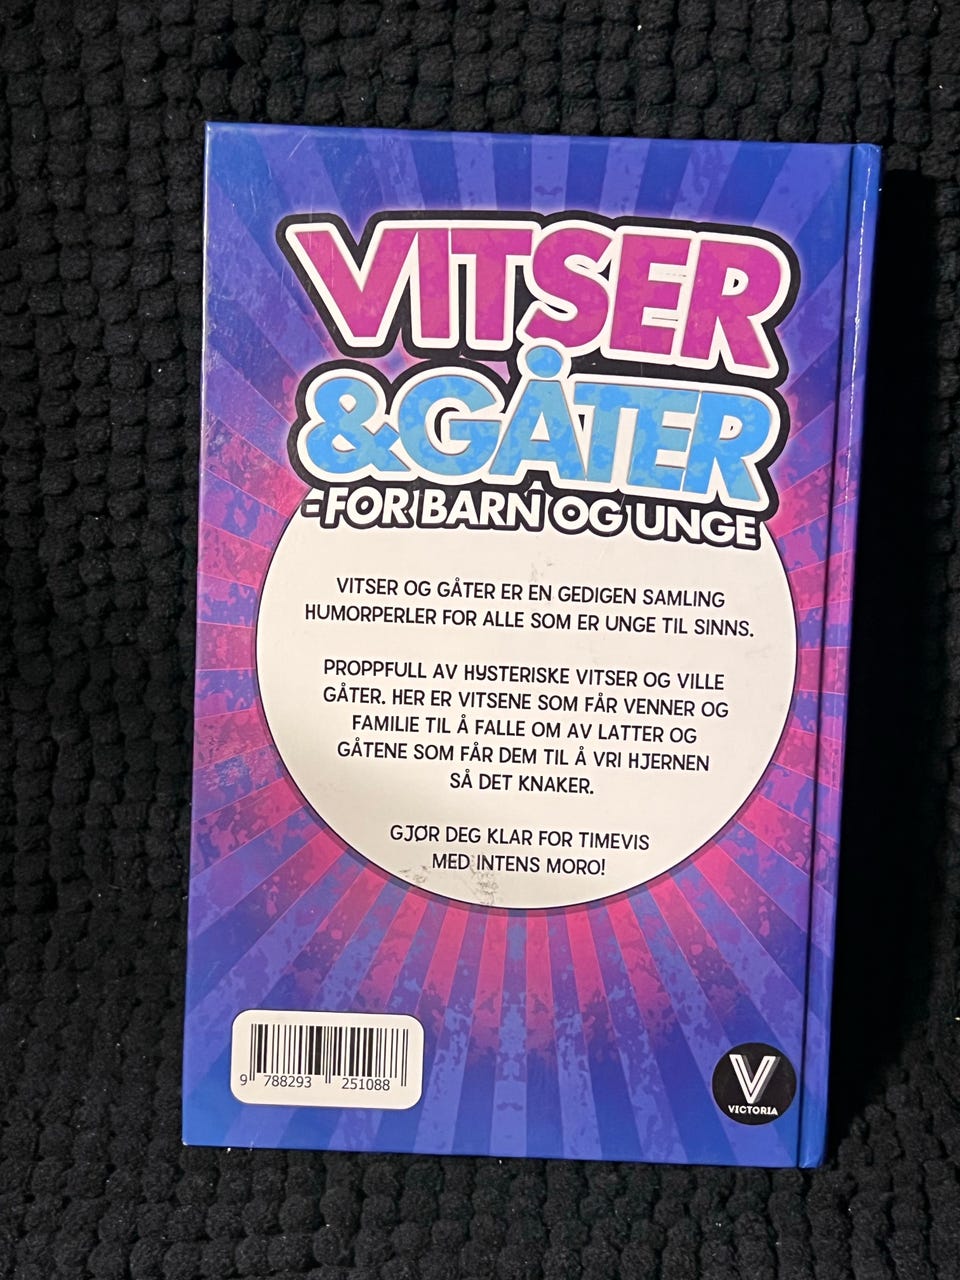 VITSER
&GÅTER
-FOR BARN OG UNGE
VITSER OG GÅTER ER EN GEDIGEN SAMLING
HUMORPERLER FOR ALLE SOM ER UNGE TIL SINNS.
PROPPFULL AV HYSTERISKE VITSER OG VILLE
GÅTER. HER ER VITSENE SOM FÅR VENNER OG
FAMILIE TIL Å FALLE OM AV LATTER OG
GÅTENE SOM FÅR DEM TIL Å VRI HJERNEN
SÅ DET KNAKER.
GJØR DEG KLAR FOR TIMEVIS
MED INTENS MORO!
9 788293 251088
V
VICTORIA